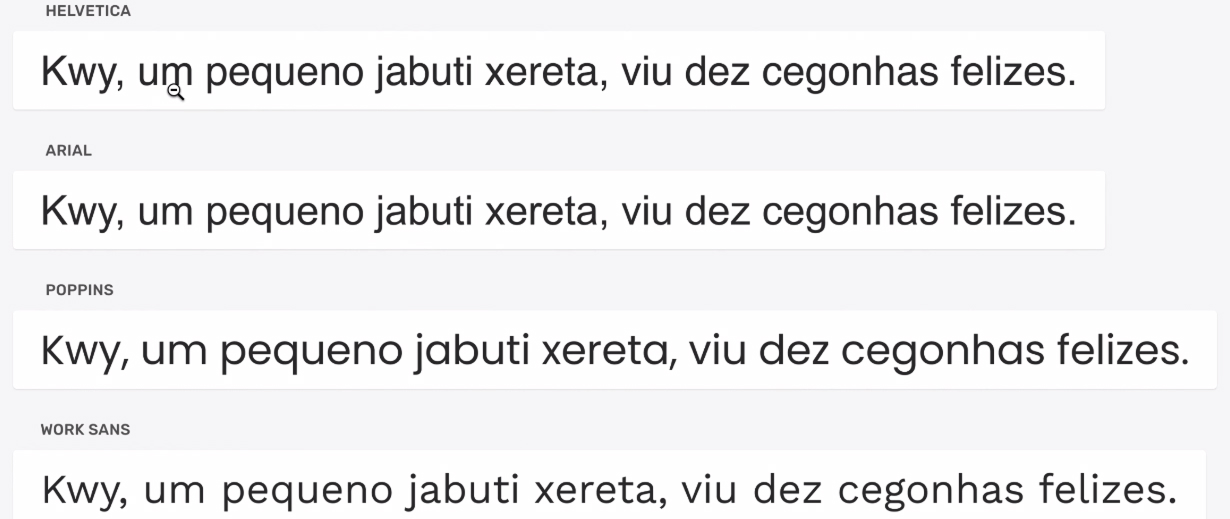 HELVETICA
Kwy, um pequeno jabuti xereta, viu dez cegonhas felizes.
ARIAL
Kwy, um pequeno jabuti xereta, viu dez cegonhas felizes.
POPPINS
Kwy, um pequeno jabuti xereta, viu dez cegonhas felizes.
WORK SANS
Kwy, um pequeno jabuti xereta, viu dez cegonhas felizes.